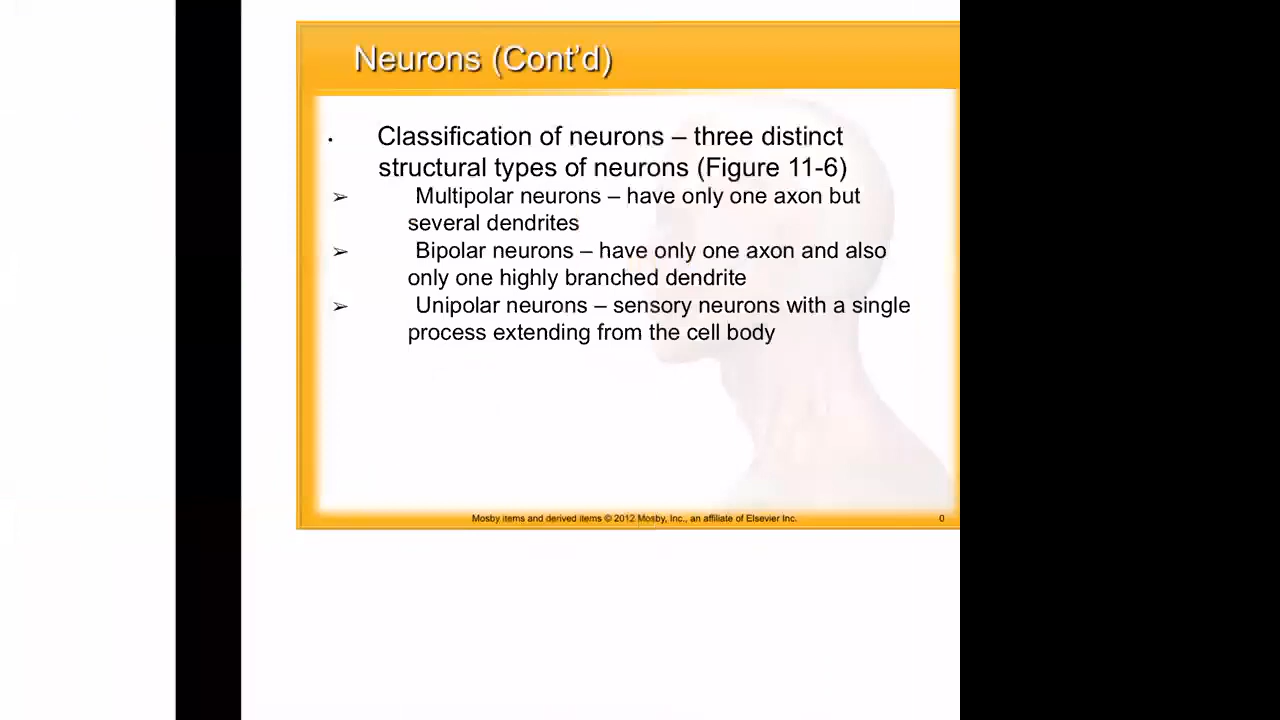 Neurons (Cont’d)
· Classification of neurons – three distinct
structural types of neurons (Figure 11-6)
➢ Multipolar neurons – have only one axon but
several dendrites
➢ Bipolar neurons – have only one axon and also
only one highly branched dendrite
➢ Unipolar neurons – sensory neurons with a single
process extending from the cell body
Mosby items and derived items © 2012 Mosby, Inc., an affiliate of Elsevier Inc.
0